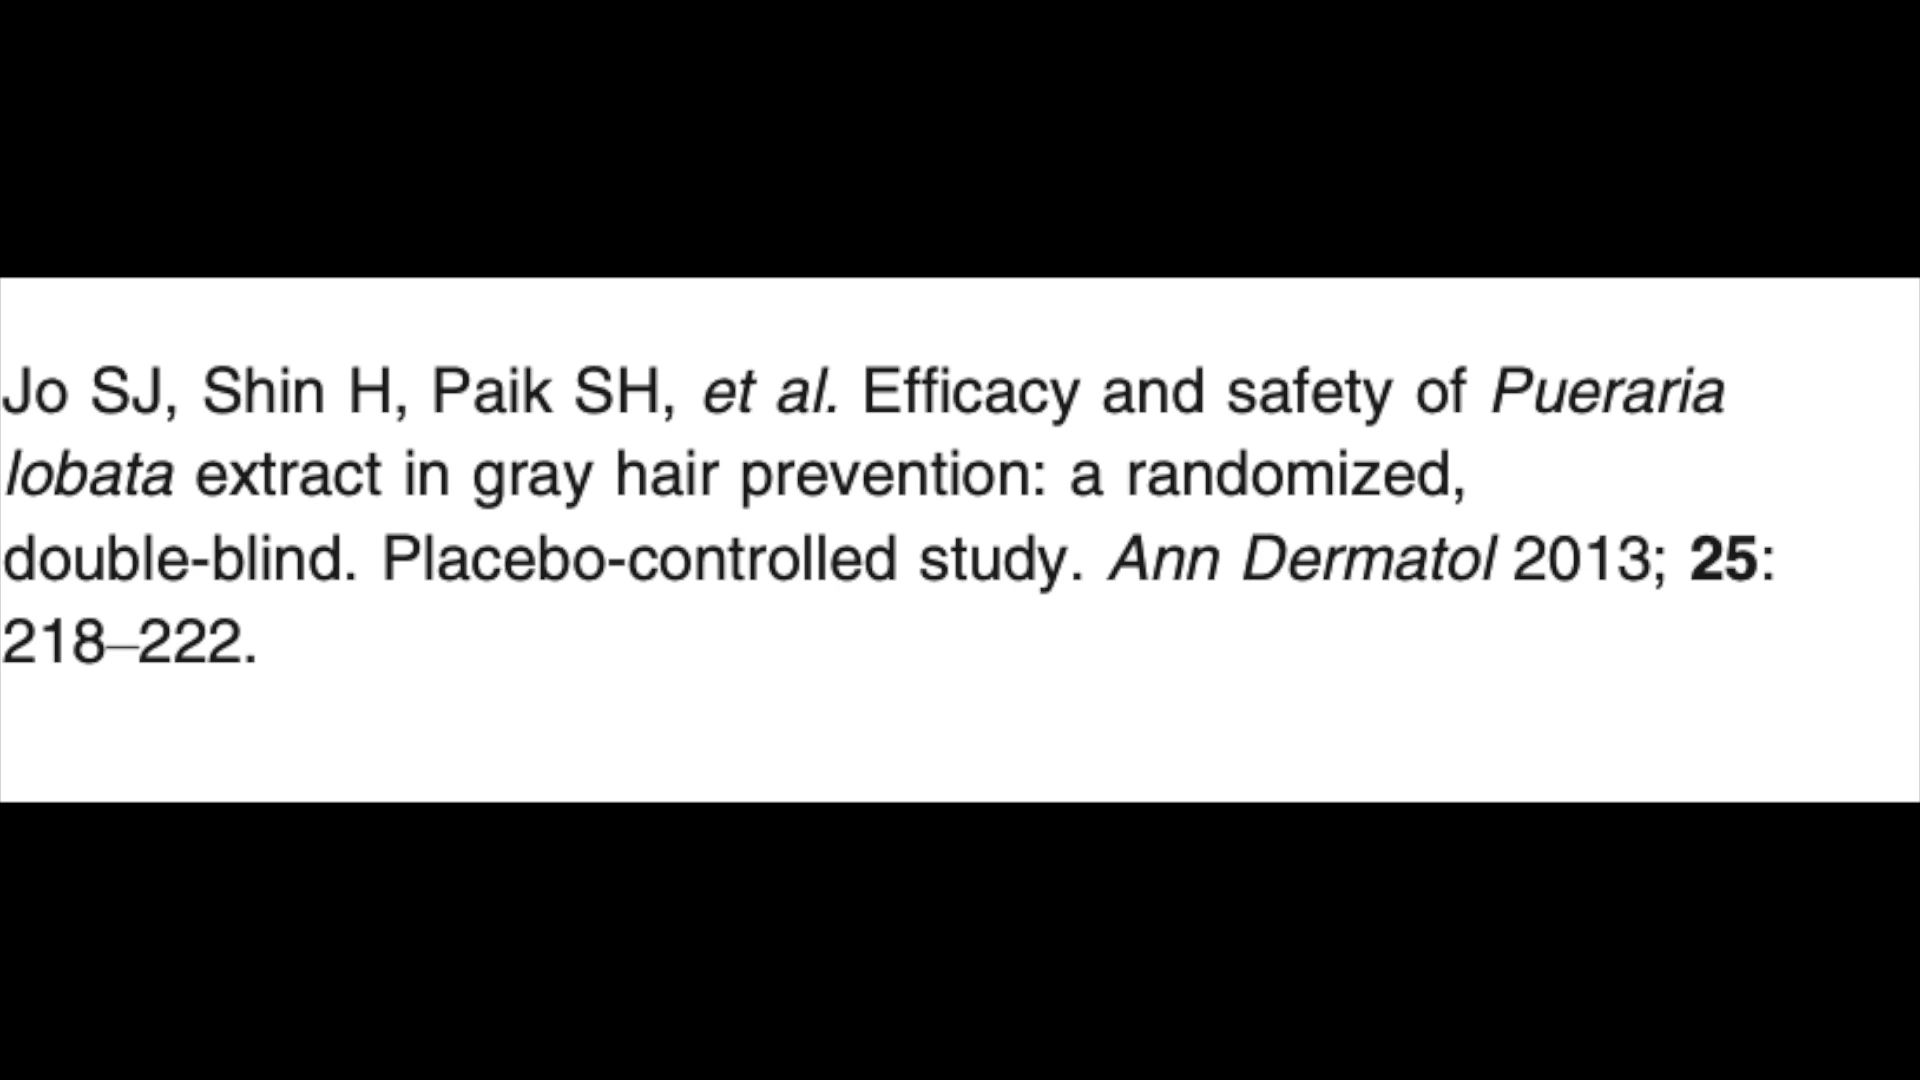 Jo SJ, Shin H, Paik SH, et al. Efficacy and safety of Pueraria
lobata extract in gray hair prevention: a randomized,
double-blind. Placebo-controlled study. Ann Dermatol 2013; 25:
218–222.